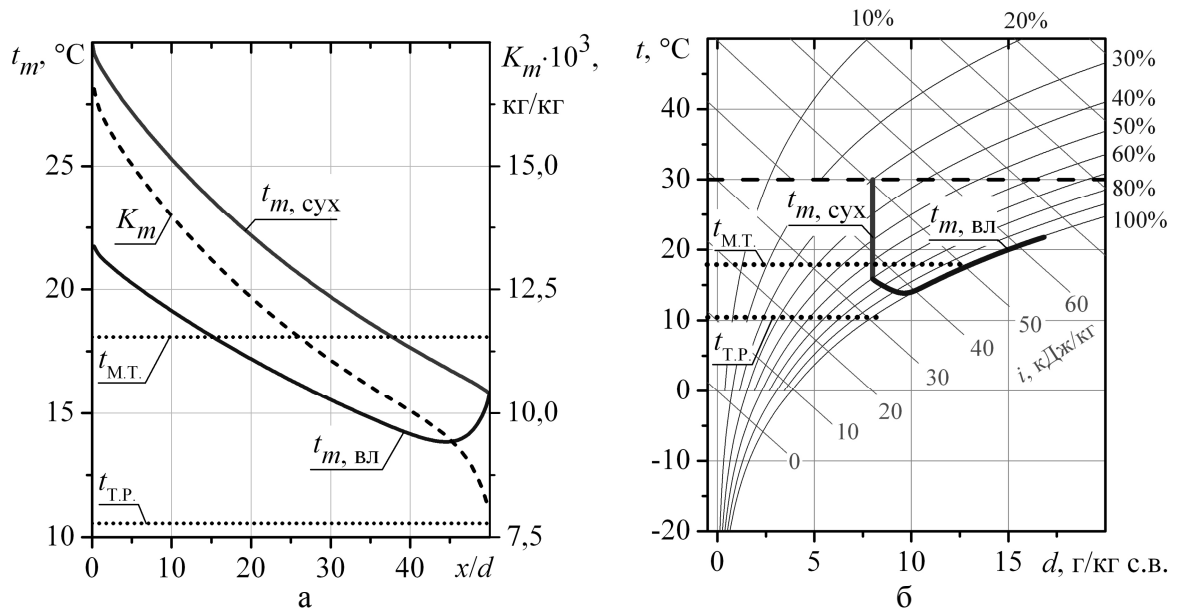 t_m, °C
K_m·10³,
кг/кг
25
20
15
10
15,0
12,5
10,0
7,5
t_m, сух
K_m
t_М.Т.
t_m, вл
t_Т.Р.
0
10
20
30
40
x/d
а
10%
20%
t, °C
30%
40%
50%
60%
80%
100%
40
30
20
10
0
-10
-20
t_m, сух
t_m, вл
t_М.Т.
t_Т.Р.
60
50
40
30
20
10
0
i, кДж/кг
0
5
10
15
d, г/кг с.в.
б